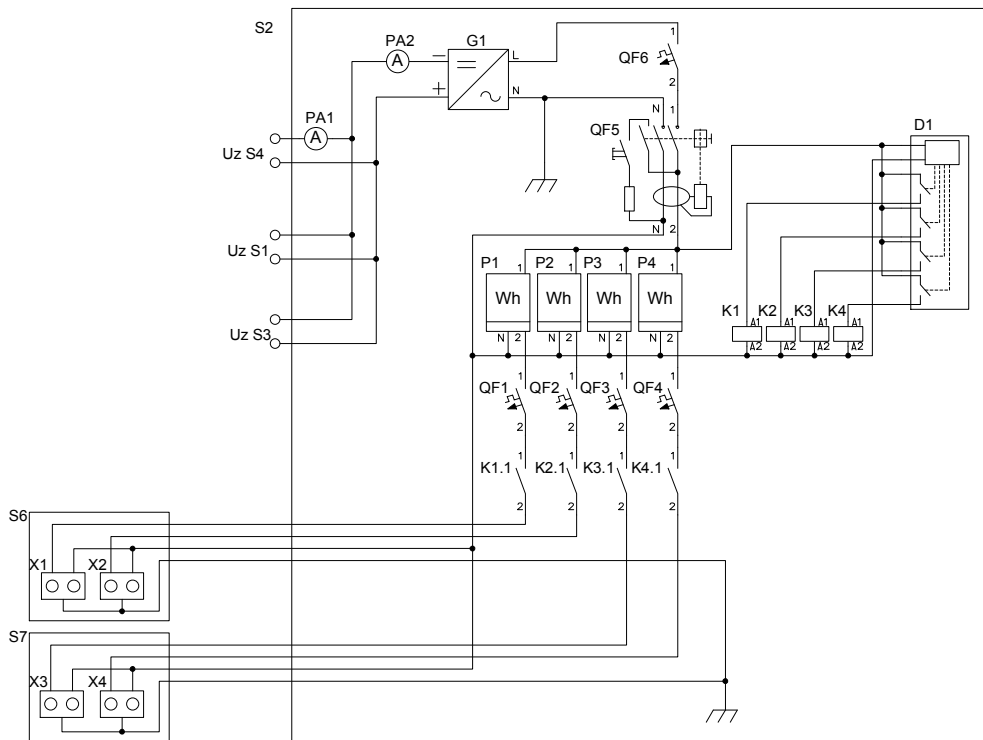 S2
PA2
G1
1
A
−
L
QF6
+
N
2
PA1
A
N
1
QF5
D1
Uz S4
N
2
Uz S1
P1
P2
P3
P4
1
1
1
1
Wh
Wh
Wh
Wh
K1
K2
K3
K4
A1
A1
A1
A1
Uz S3
N 2
N 2
N 2
N 2
A2
A2
A2
A2
1
1
1
1
QF1
QF2
QF3
QF4
2
2
2
2
1
1
1
1
K1.1
K2.1
K3.1
K4.1
2
2
2
2
S6
X1
X2
S7
X3
X4